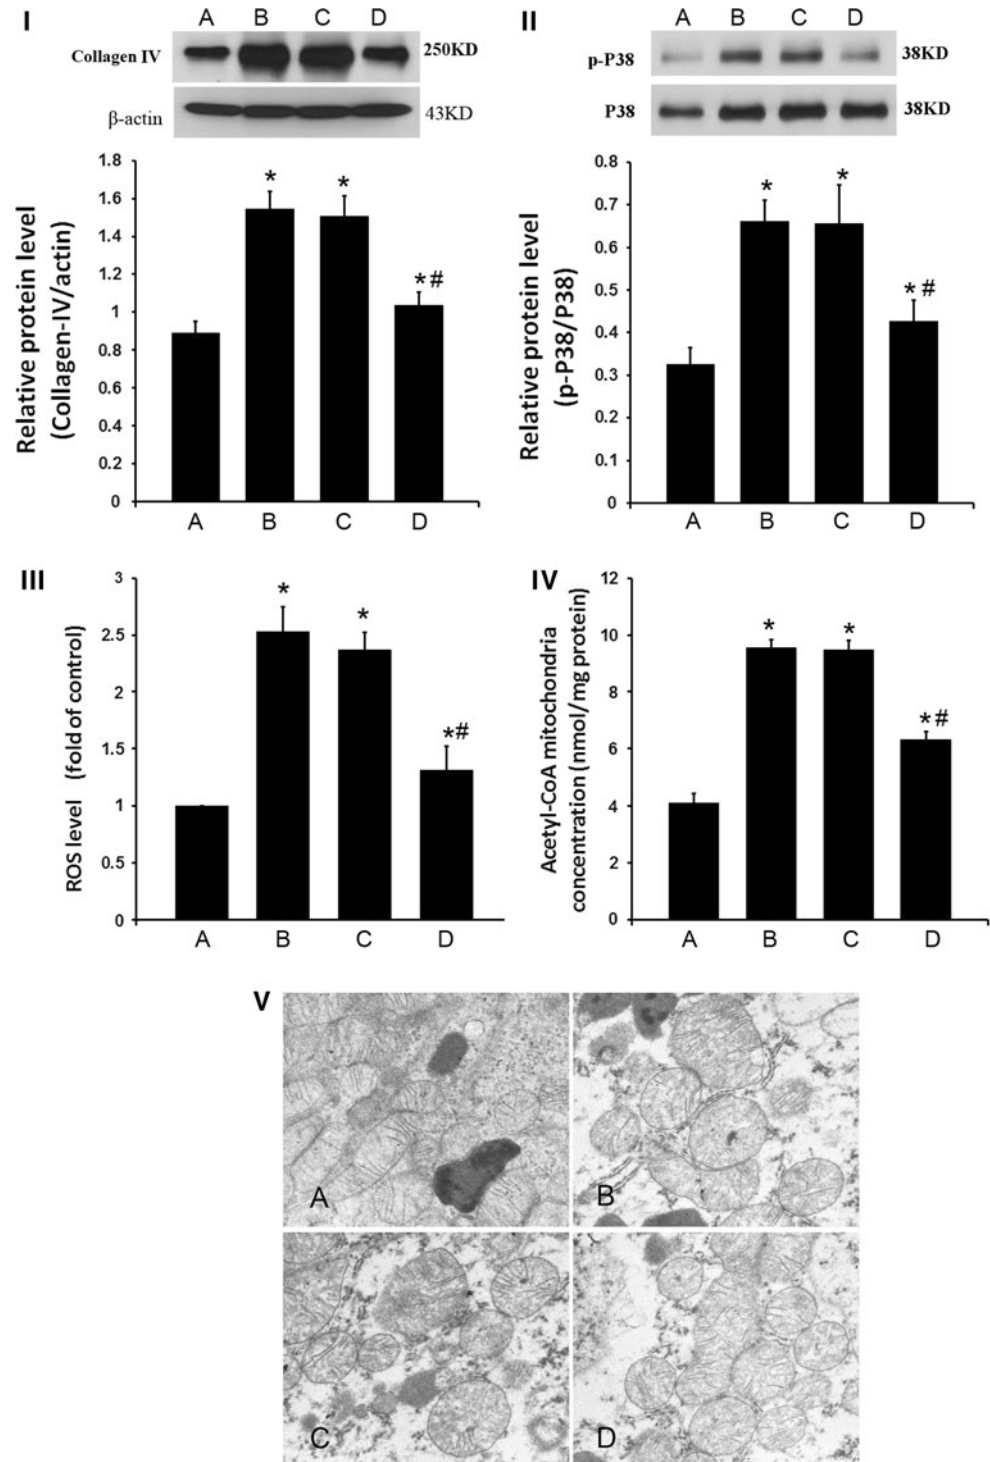 I
A B C D
Collagen IV
250KD
β-actin
43KD
Relative protein level
(Collagen-IV/actin)
1.8
1.6
1.4
1.2
1
0.8
0.6
0.4
0.2
0
*
*
*#
A B C D
II
A B C D
p-P38
38KD
P38
38KD
Relative protein level
(p-P38/P38)
0.8
0.7
0.6
0.5
0.4
0.3
0.2
0.1
0
*
*
*#
A B C D
III
ROS level (fold of control)
3
2.5
2
1.5
1
0.5
0
*
*
*#
A B C D
IV
Acetyl-CoA mitochondria
concentration (nmol/mg protein)
12
10
8
6
4
2
0
*
*
*#
A B C D
V
A
B
C
D